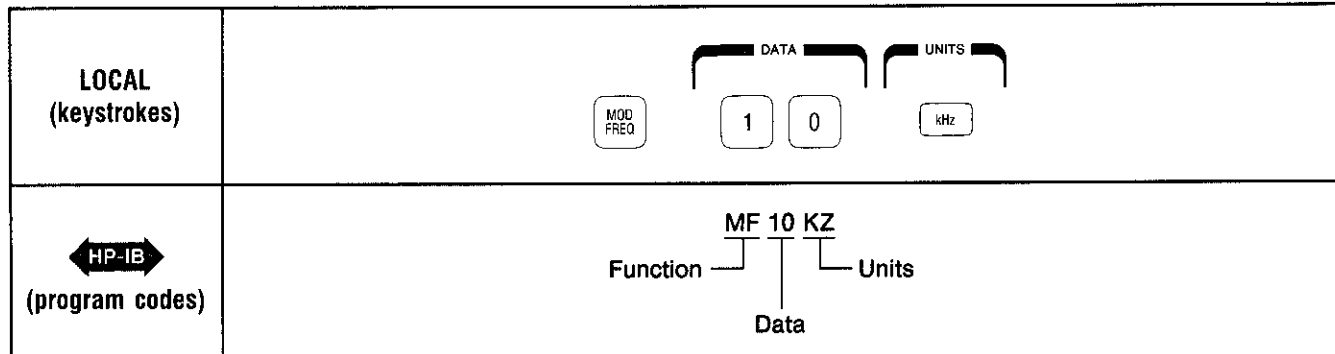 LOCAL
(keystrokes)
DATA
UNITS
MOD
FREQ
1
0
kHz
HP-IB
(program codes)
MF 10 KZ
Function
Units
Data